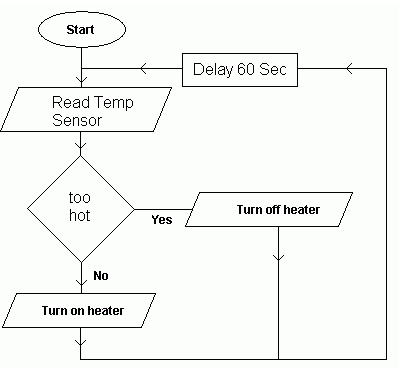 Start
Delay 60 Sec
Read Temp
Sensor
too
hot
Yes
Turn off heater
No
Turn on heater